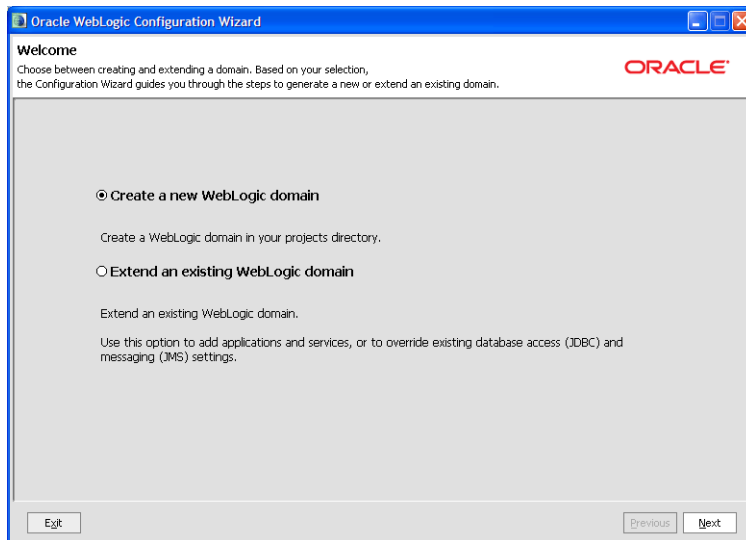 Oracle WebLogic Configuration Wizard
Welcome
Choose between creating and extending a domain. Based on your selection,
the Configuration Wizard guides you through the steps to generate a new or extend an existing domain.
ORACLE
Create a new WebLogic domain
Create a WebLogic domain in your projects directory.
Extend an existing WebLogic domain
Extend an existing WebLogic domain.
Use this option to add applications and services, or to override existing database access (JDBC) and
messaging (JMS) settings.
Exit
Previous
Next